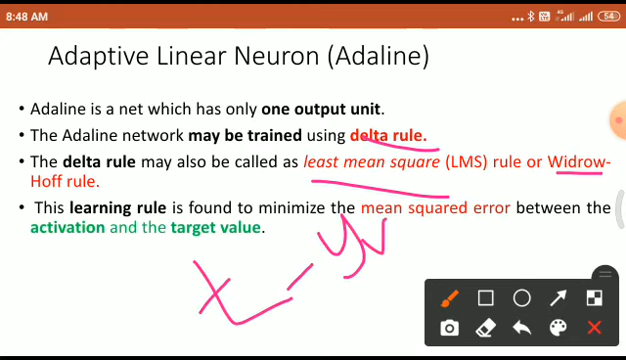 8:48 AM
54
Adaptive Linear Neuron (Adaline)
• Adaline is a net which has only one output unit.
• The Adaline network may be trained using delta rule.
• The delta rule may also be called as least mean square (LMS) rule or Widrow-
Hoff rule.
• This learning rule is found to minimize the mean squared error between the
activation and the target value.